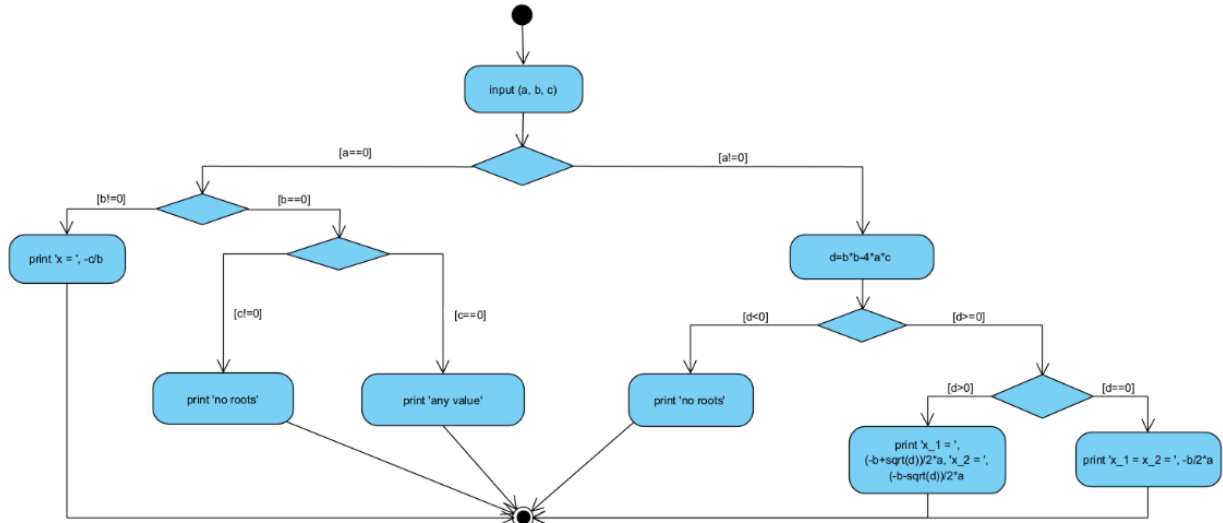 input (a, b, c)
[a==0]
[a!=0]
[b!=0]
[b==0]
print 'x = ', -c/b
d=b*b-4*a*c
[c!=0]
[c==0]
[d<0]
[d>=0]
print 'no roots'
print 'any value'
print 'no roots'
[d>0]
[d==0]
print 'x_1 = ',
(-b+sqrt(d))/2*a, 'x_2 = ',
(-b-sqrt(d))/2*a
print 'x_1 = x_2 = ', -b/2*a